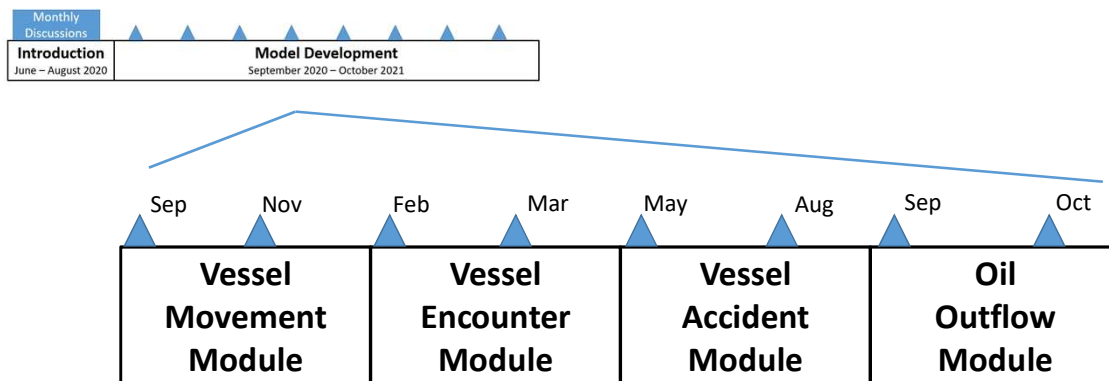 Monthly
Discussions
Introduction
June – August 2020
Model Development
September 2020 – October 2021
Sep Nov Feb Mar May Aug Sep Oct
Vessel
Movement
Module
Vessel
Encounter
Module
Vessel
Accident
Module
Oil
Outflow
Module